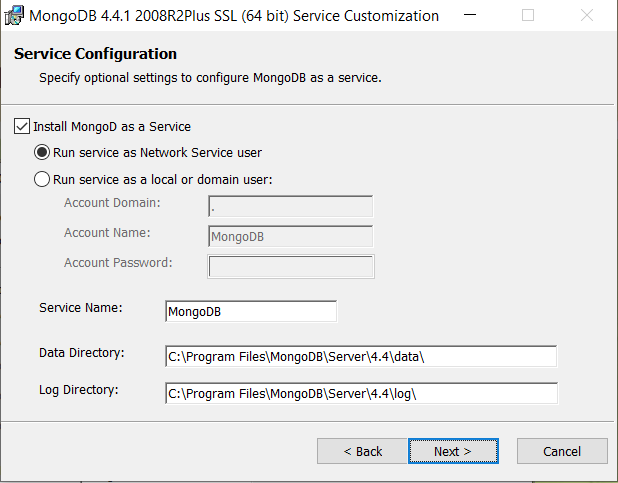 MongoDB 4.4.1 2008R2Plus SSL (64 bit) Service Customization
Service Configuration
Specify optional settings to configure MongoDB as a service.
Install MongoD as a Service
Run service as Network Service user
Run service as a local or domain user:
Account Domain: .
Account Name: MongoDB
Account Password:
Service Name: MongoDB
Data Directory: C:\Program Files\MongoDB\Server\4.4\data\
Log Directory: C:\Program Files\MongoDB\Server\4.4\log\
< Back Next > Cancel